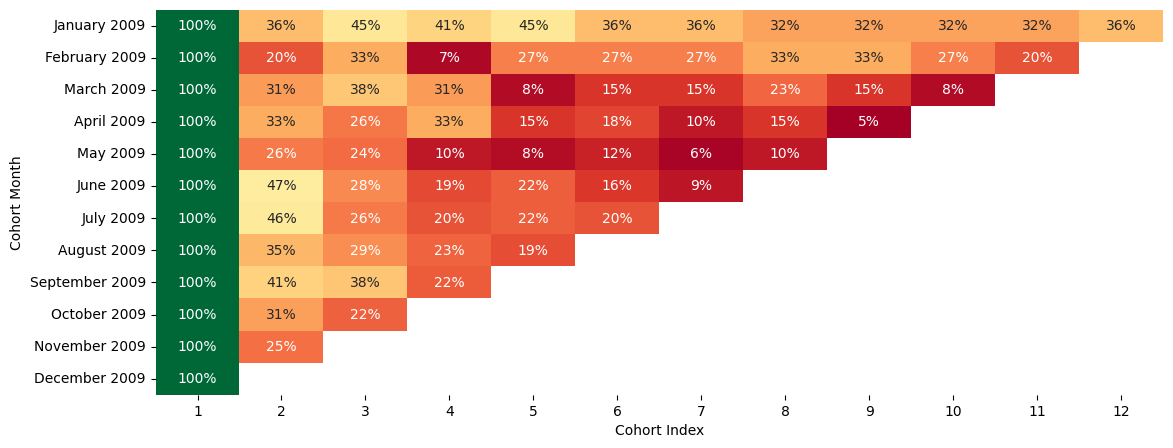 January 2009 100% 36% 45% 41% 45% 36% 36% 32% 32% 32% 32% 36%
February 2009 100% 20% 33% 7% 27% 27% 27% 33% 33% 27% 20%
March 2009 100% 31% 38% 31% 8% 15% 15% 23% 15% 8%
April 2009 100% 33% 26% 33% 15% 18% 10% 15% 5%
May 2009 100% 26% 24% 10% 8% 12% 6% 10%
June 2009 100% 47% 28% 19% 22% 16% 9%
July 2009 100% 46% 26% 20% 22% 20%
August 2009 100% 35% 29% 23% 19%
September 2009 100% 41% 38% 22%
October 2009 100% 31% 22%
November 2009 100% 25%
December 2009 100%
Cohort Month
1 2 3 4 5 6 7 8 9 10 11 12
Cohort Index